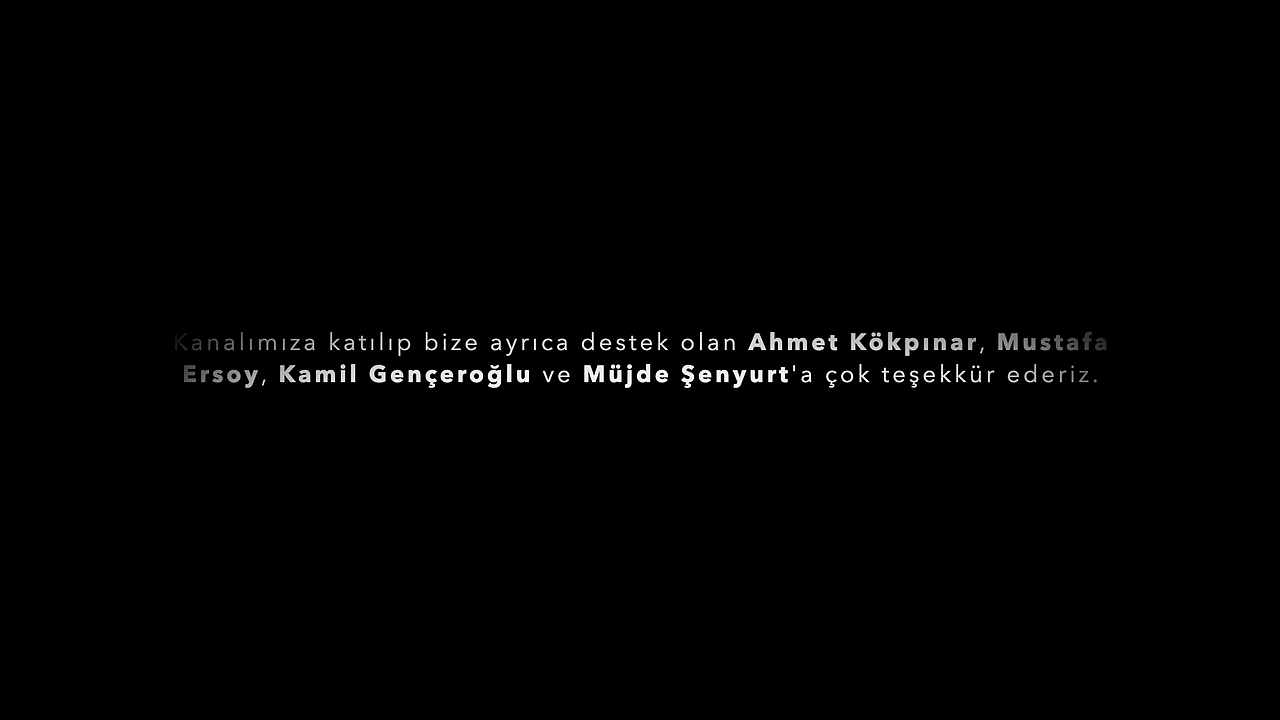 Kanalımıza katılıp bize ayrıca destek olan Ahmet Kökpınar, Mustafa
Ersoy, Kamil Gençeroğlu ve Müjde Şenyurt'a çok teşekkür ederiz.